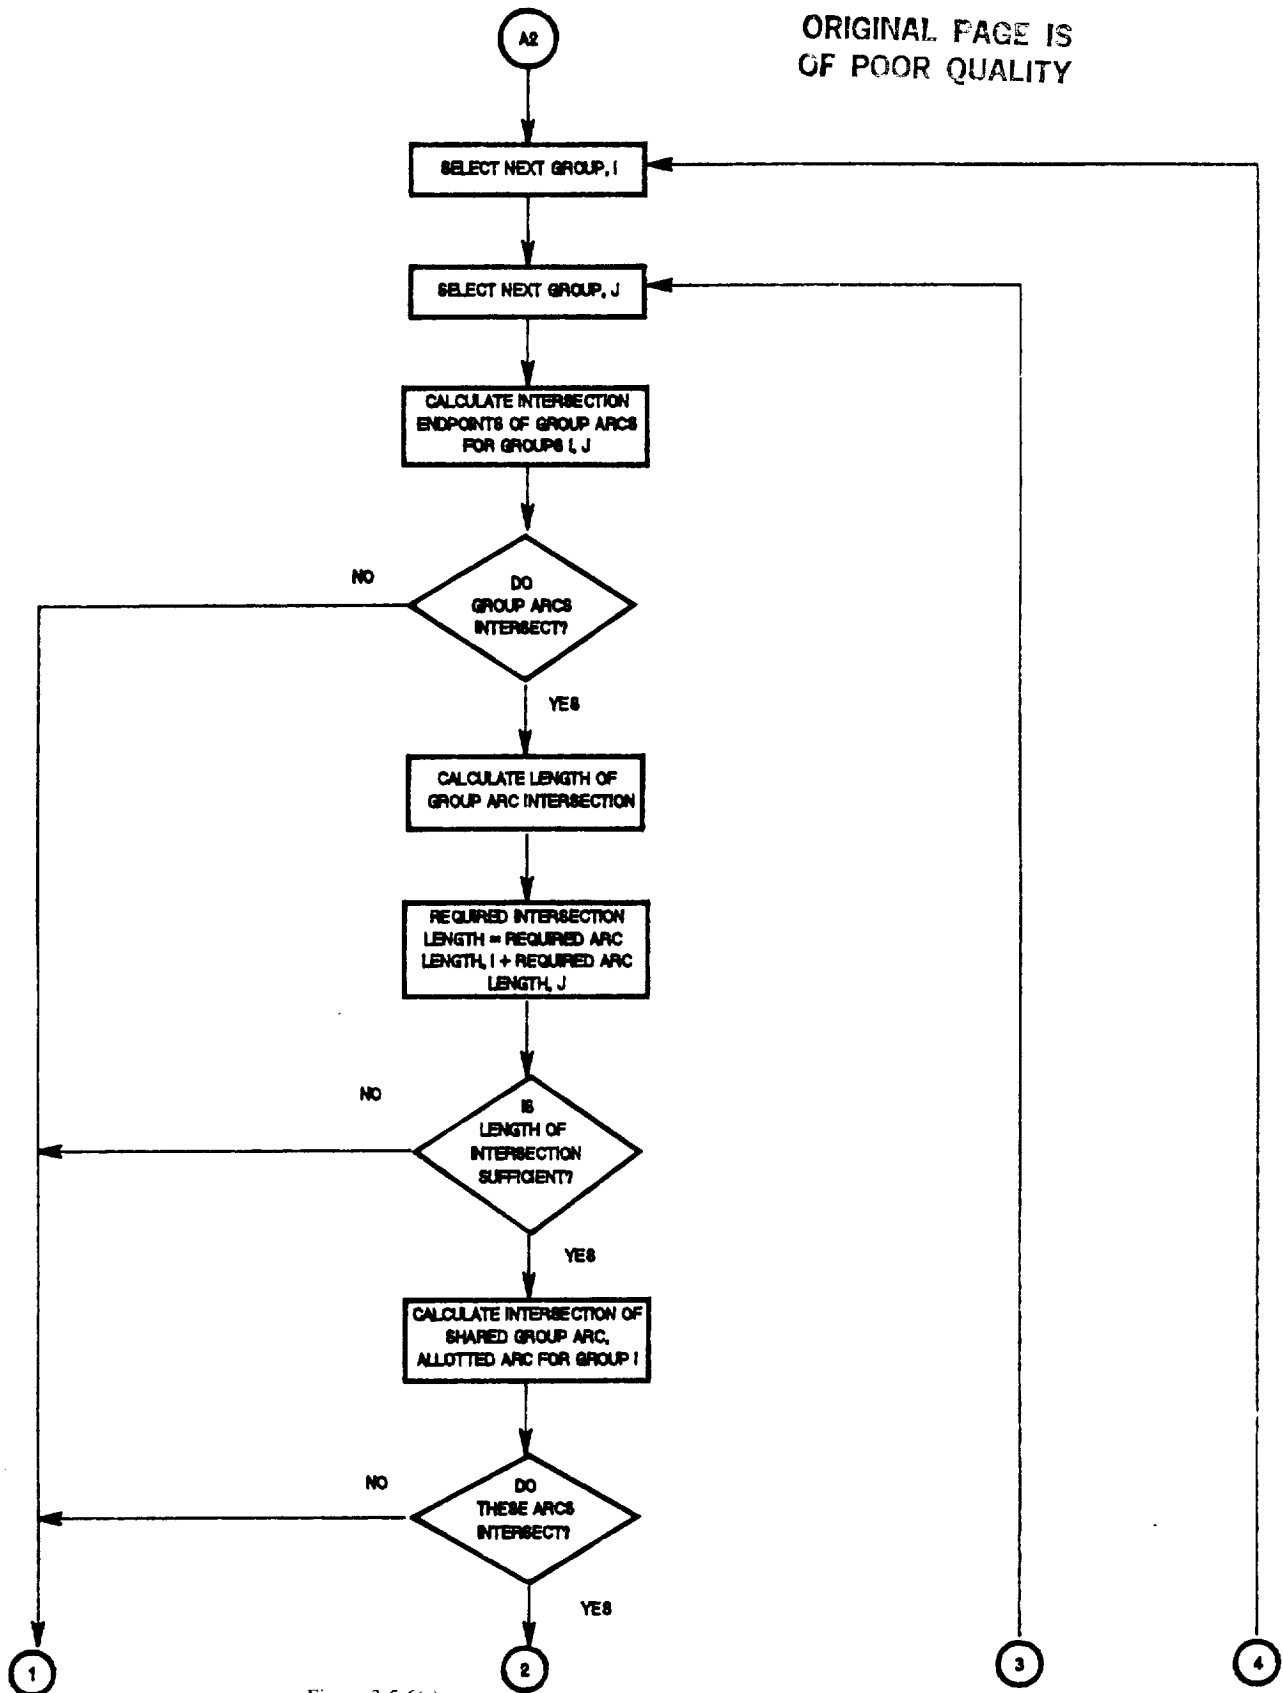 A2
ORIGINAL PAGE IS
OF POOR QUALITY
SELECT NEXT GROUP, I
SELECT NEXT GROUP, J
CALCULATE INTERSECTION
ENDPOINTS OF GROUP ARCS
FOR GROUPS I, J
NO
DO
GROUP ARCS
INTERSECT?
YES
CALCULATE LENGTH OF
GROUP ARC INTERSECTION
REQUIRED INTERSECTION
LENGTH = REQUIRED ARC
LENGTH, I + REQUIRED ARC
LENGTH, J
NO
IS
LENGTH OF
INTERSECTION
SUFFICIENT?
YES
CALCULATE INTERSECTION OF
SHARED GROUP ARC,
ALLOTTED ARC FOR GROUP I
NO
DO
THESE ARCS
INTERSECT?
YES
1
2
3
4